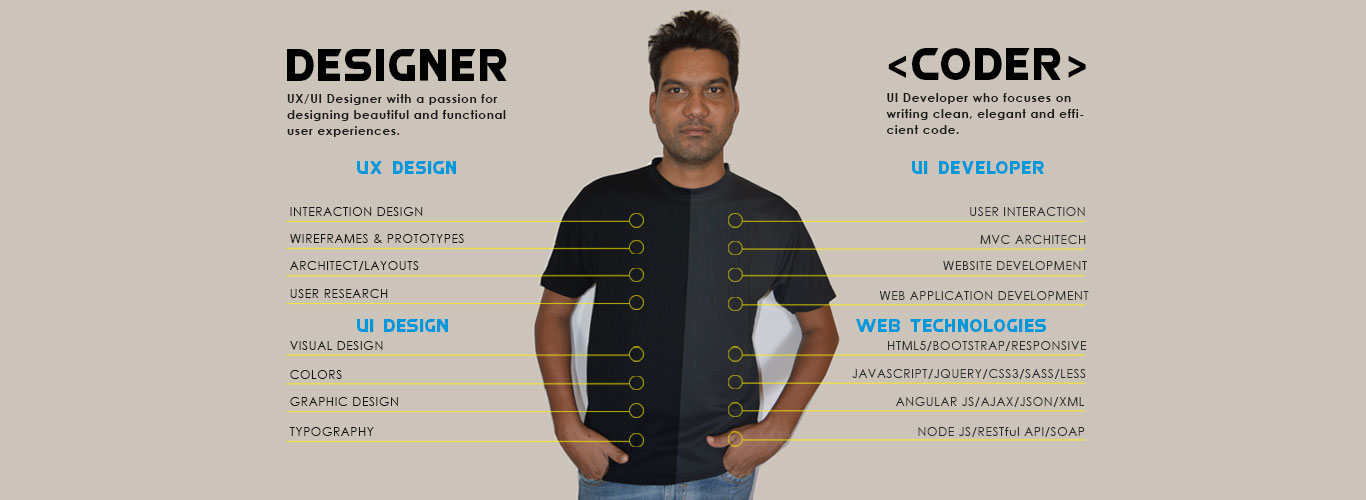 DESIGNER
UX/UI Designer with a passion for
designing beautiful and functional
user experiences.
UX DESIGN
INTERACTION DESIGN
WIREFRAMES & PROTOTYPES
ARCHITECT/LAYOUTS
USER RESEARCH
UI DESIGN
VISUAL DESIGN
COLORS
GRAPHIC DESIGN
TYPOGRAPHY
<CODER>
UI Developer who focuses on
writing clean, elegant and effi-
cient code.
UI DEVELOPER
USER INTERACTION
MVC ARCHITECH
WEBSITE DEVELOPMENT
WEB APPLICATION DEVELOPMENT
WEB TECHNOLOGIES
HTML5/BOOTSTRAP/RESPONSIVE
JAVASCRIPT/JQUERY/CSS3/SASS/LESS
ANGULAR JS/AJAX/JSON/XML
NODE JS/RESTful API/SOAP